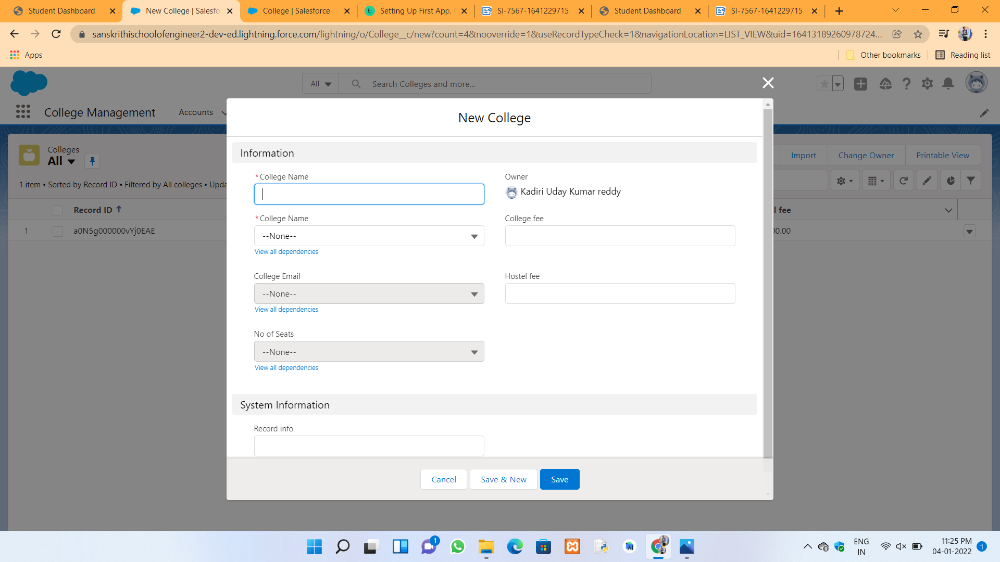 Student Dashboard
New College | Salesfo
College | Salesforce
Setting Up First App,
SI-7567-1641229715
Student Dashboard
SI-7567-1641229715
sanskrithischoolofengineer2-dev-ed.lightning.force.com/lightning/o/College__c/new?count=4&nooverride=1&useRecordTypeCheck=1&navigationLocation=LIST_VIEW&uid=16413189260978724...
Apps
Other bookmarks
Reading list
All
Search Colleges and more...
College Management
Accounts
New College
Colleges
All
Import
Change Owner
Printable View
1 item • Sorted by Record ID • Filtered by All colleges • Upda
Record ID
l fee
1
a0N5g000000vYj0EAE
00.00
Information
*College Name
Owner
Kadiri Uday Kumar reddy
*College Name
College fee
--None--
View all dependencies
College Email
Hostel fee
--None--
View all dependencies
No of Seats
--None--
View all dependencies
System Information
Record info
Cancel
Save & New
Save
1
ENG
IN
11:25 PM
04-01-2022
1